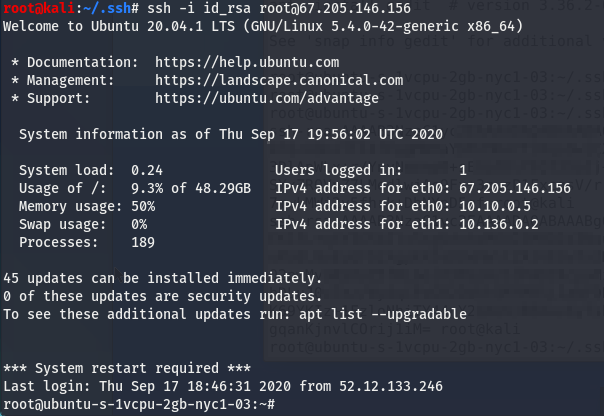 root@kali:~/.ssh# ssh -i id_rsa root@67.205.146.156
Welcome to Ubuntu 20.04.1 LTS (GNU/Linux 5.4.0-42-generic x86_64)

 * Documentation:  https://help.ubuntu.com
 * Management:     https://landscape.canonical.com
 * Support:        https://ubuntu.com/advantage

  System information as of Thu Sep 17 19:56:02 UTC 2020

  System load:  0.24              Users logged in:       1
  Usage of /:   9.3% of 48.29GB   IPv4 address for eth0: 67.205.146.156
  Memory usage: 50%               IPv4 address for eth0: 10.10.0.5
  Swap usage:   0%                IPv4 address for eth1: 10.136.0.2
  Processes:    189

45 updates can be installed immediately.
0 of these updates are security updates.
To see these additional updates run: apt list --upgradable

*** System restart required ***
Last login: Thu Sep 17 18:46:31 2020 from 52.12.133.246
root@ubuntu-s-1vcpu-2gb-nyc1-03:~#